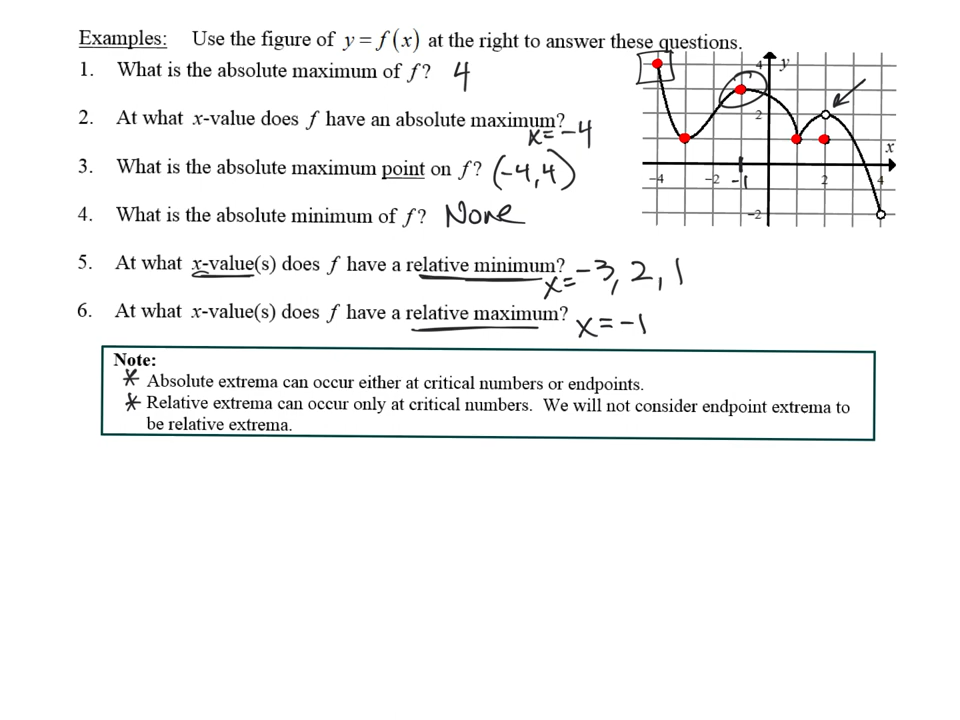 Examples: Use the figure of y = f(x) at the right to answer these questions.
1. What is the absolute maximum of f? 4
2. At what x-value does f have an absolute maximum? x = -4
3. What is the absolute maximum point on f? (-4,4)
4. What is the absolute minimum of f? None
5. At what x-value(s) does f have a relative minimum? x = -3, 2, 1
6. At what x-value(s) does f have a relative maximum? x = -1
4 y
2
x
-4 -2 -1 2 4
-2
Note:
* Absolute extrema can occur either at critical numbers or endpoints.
* Relative extrema can occur only at critical numbers. We will not consider endpoint extrema to
be relative extrema.